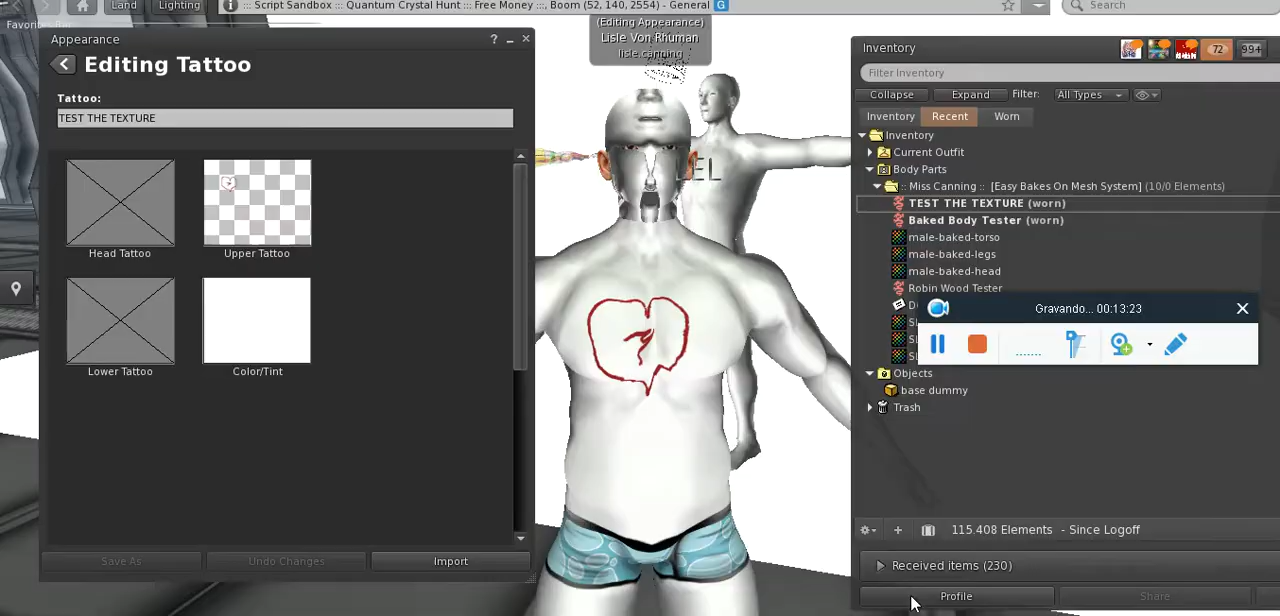 Land
Lighting
::: Script Sandbox ::: Quantum Crystal Hunt ::: Free Money :::, Boom (52, 140, 2554) - General
G
Search
Appearance
?
Editing Tattoo
Tattoo:
TEST THE TEXTURE
Head Tattoo
Upper Tattoo
Lower Tattoo
Color/Tint
Save As
Undo Changes
Import
(Editing Appearance)
Lisle Von Rhuman
lisle.canning
EL
Inventory
72
99+
Filter Inventory
Collapse
Expand
Filter:
All Types
Inventory
Recent
Worn
Inventory
Current Outfit
Body Parts
:: Miss Canning :: [Easy Bakes On Mesh System] (10/0 Elements)
TEST THE TEXTURE (worn)
Baked Body Tester (worn)
male-baked-torso
male-baked-legs
male-baked-head
Robin Wood Tester
Gravando... 00:13:23
Objects
base dummy
Trash
115.408 Elements - Since Logoff
Received items (230)
Profile
Share